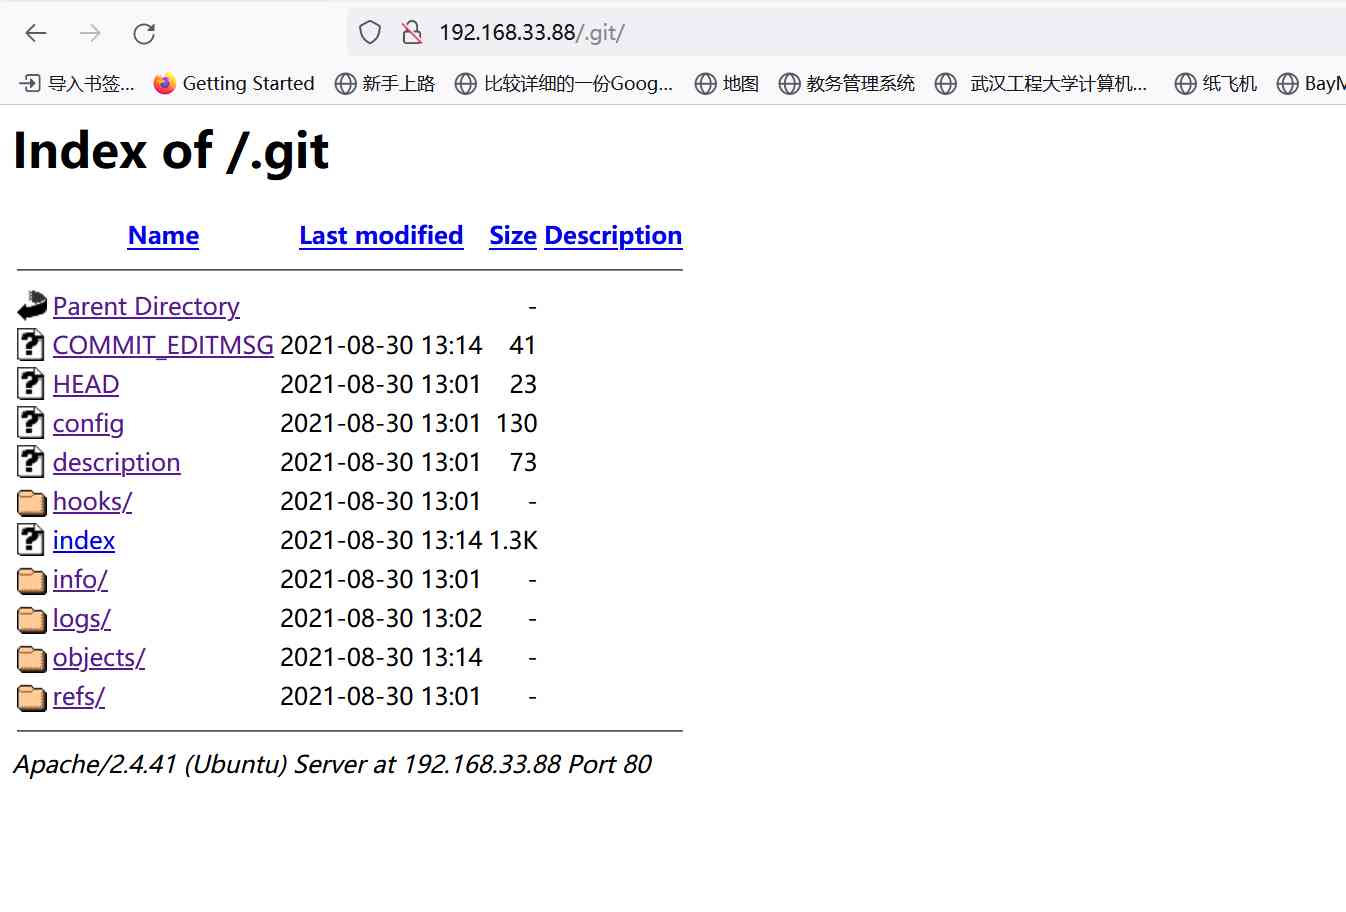 192.168.33.88/.git/
导入书签... Getting Started 新手上路 比较详细的一份Goog... 地图 教务管理系统 武汉工程大学计算机... 纸飞机 BayM
Index of /.git
Name Last modified Size Description
Parent Directory -
COMMIT_EDITMSG 2021-08-30 13:14 41
HEAD 2021-08-30 13:01 23
config 2021-08-30 13:01 130
description 2021-08-30 13:01 73
hooks/ 2021-08-30 13:01 -
index 2021-08-30 13:14 1.3K
info/ 2021-08-30 13:01 -
logs/ 2021-08-30 13:02 -
objects/ 2021-08-30 13:14 -
refs/ 2021-08-30 13:01 -
Apache/2.4.41 (Ubuntu) Server at 192.168.33.88 Port 80